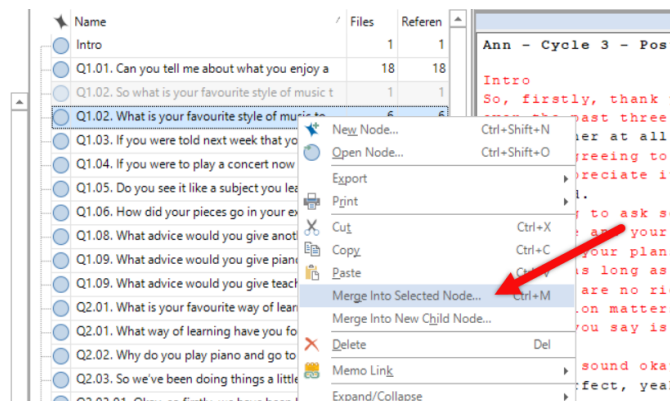 Name Files Referen
Intro 1 1
Q1.01. Can you tell me about what you enjoy a 18 18
Q1.02. So what is your favourite style of music t 1 1
Q1.02. What is your favourite style of music to 6 6
Q1.03. If you were told next week that yo
Q1.04. If you were to play a concert now
Q1.05. Do you see it like a subject you lea
Q1.06. How did your pieces go in your ex
Q1.08. What advice would you give anot
Q1.09. What advice would you give pian
Q1.09. What advice would you give teach
Q2.01. What is your favourite way of lear
Q2.01. What way of learning have you fo
Q2.02. Why do you play piano and go to
Q2.03. So we've been doing things a little
New Node... Ctrl+Shift+N
Open Node... Ctrl+Shift+O
Export
Print
Cut Ctrl+X
Copy Ctrl+C
Paste
Merge Into Selected Node... Ctrl+M
Merge Into New Child Node...
Delete Del
Memo Link
Expand/Collapse
Ann - Cycle 3 - Pos
Intro
So, firstly, thank
past three
er at all
reeing to
preciate i
to ask s
your
your plan
s long as
are no ri
on matter
you say is
sound oka
fect, yea